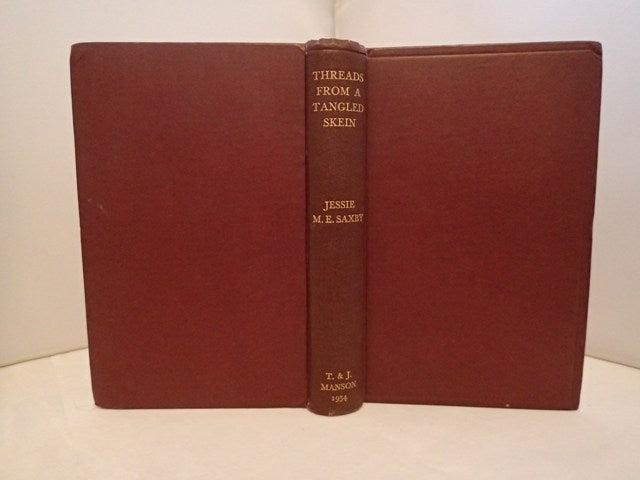 THREADS
FROM A
TANGLED
SKEIN
JESSIE
M. E. SAXBY
T. & J.
MANSON
1934